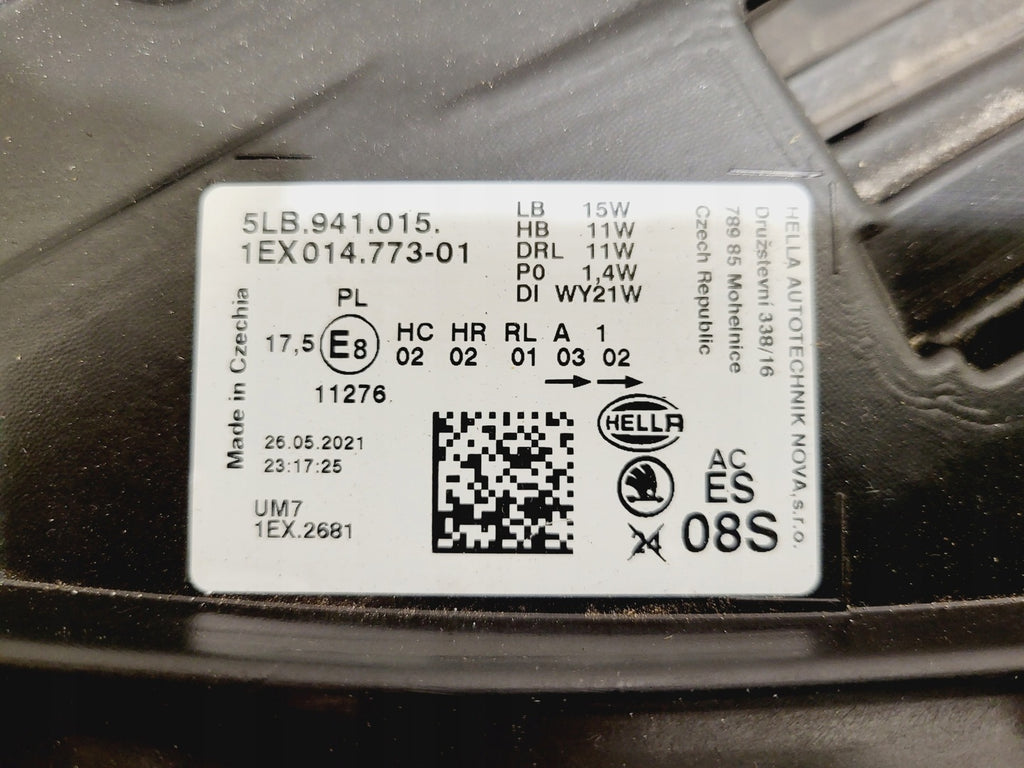 5LB.941.015.
1EX014.773-01
LB 15W
HB 11W
DRL 11W
PO 1,4W
DI WY21W
HELLA AUTOTECHNIK NOVA,s.r.o.
Družstevní 338/16
789 85 Mohelnice
Czech Republic
Made in Czechia
PL
17,5 E8 HC HR RL A 1
02 02 01 03 02
11276
26.05.2021
23:17:25
UM7
1EX.2681
HELLA
AC
ES
08S